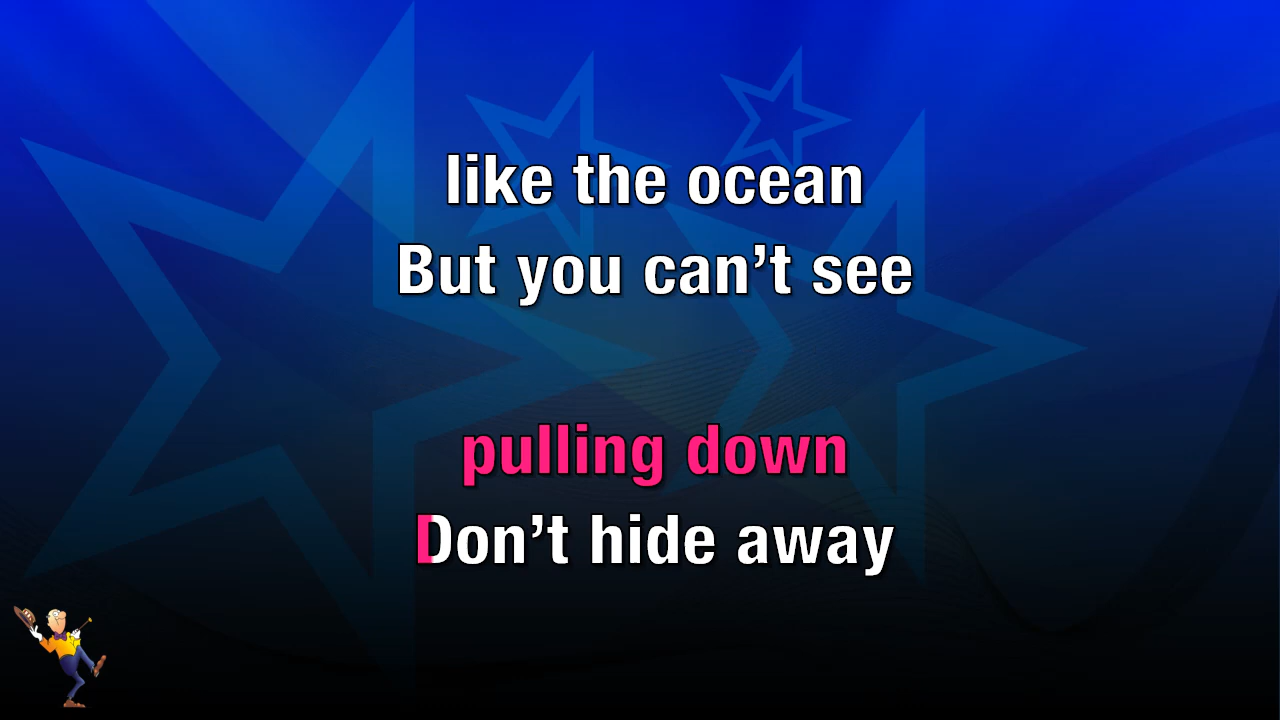 like the ocean
But you can’t see
pulling down
Don’t hide away